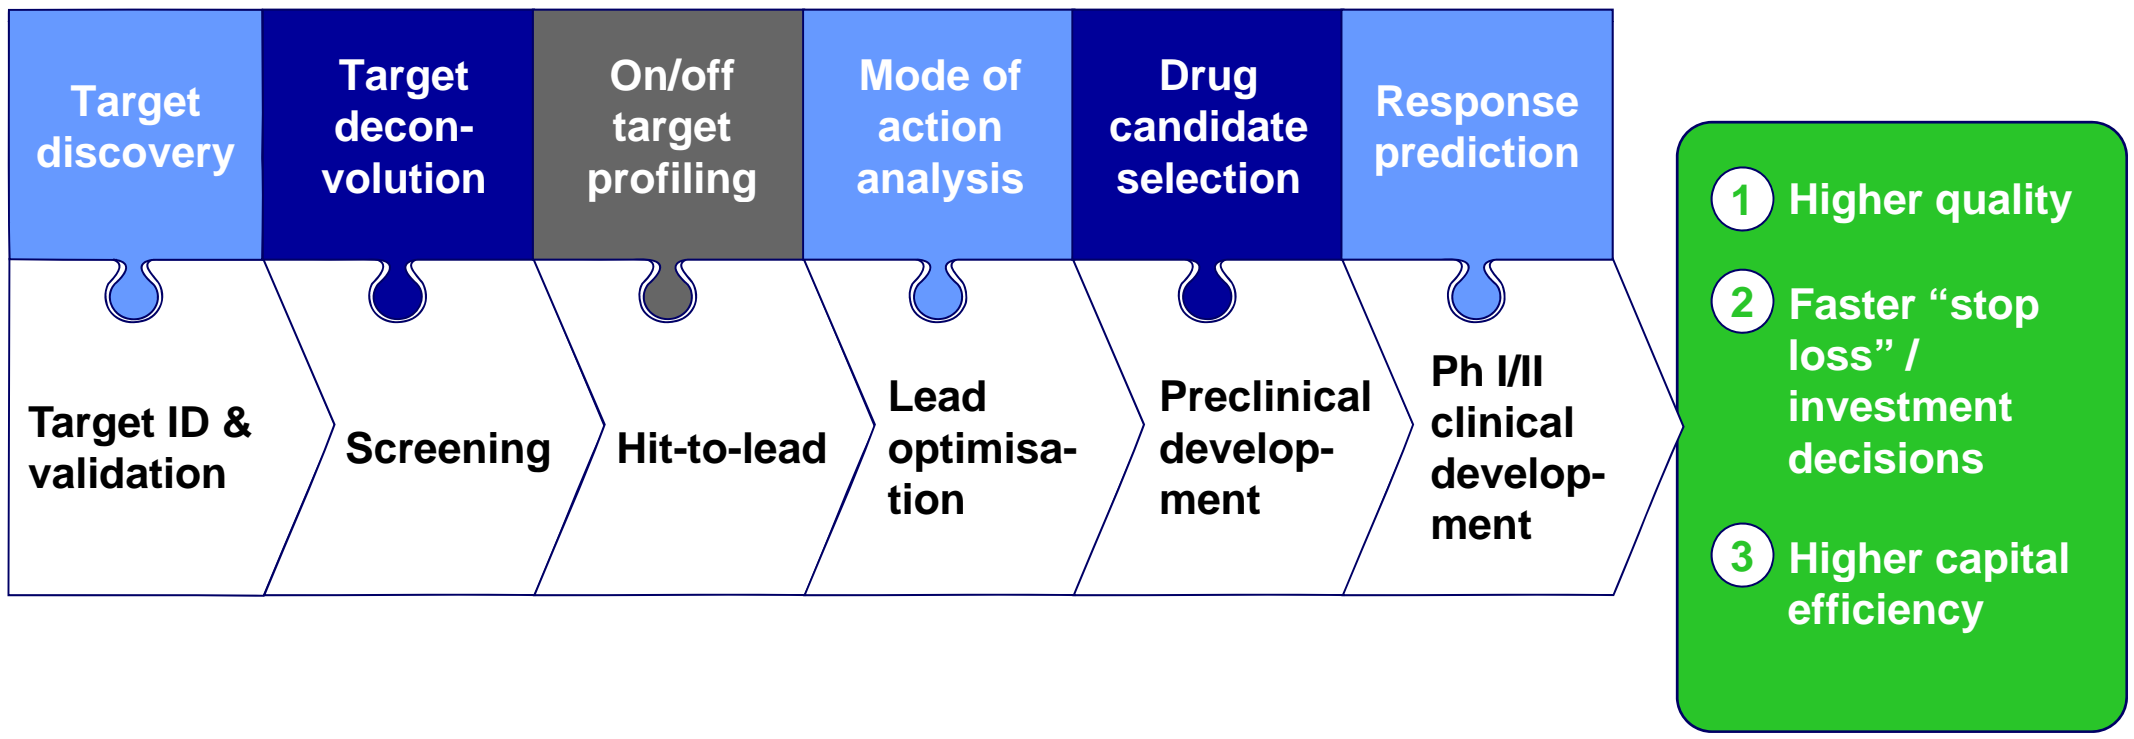 Target
discovery
Target
decon-
volution
On/off
target
profiling
Mode of
action
analysis
Drug
candidate
selection
Response
prediction
Target ID &
validation
Screening
Hit-to-lead
Lead
optimisa-
tion
Preclinical
develop-
ment
Ph I/II
clinical
develop-
ment
1 Higher quality
2 Faster “stop
loss” /
investment
decisions
3 Higher capital
efficiency